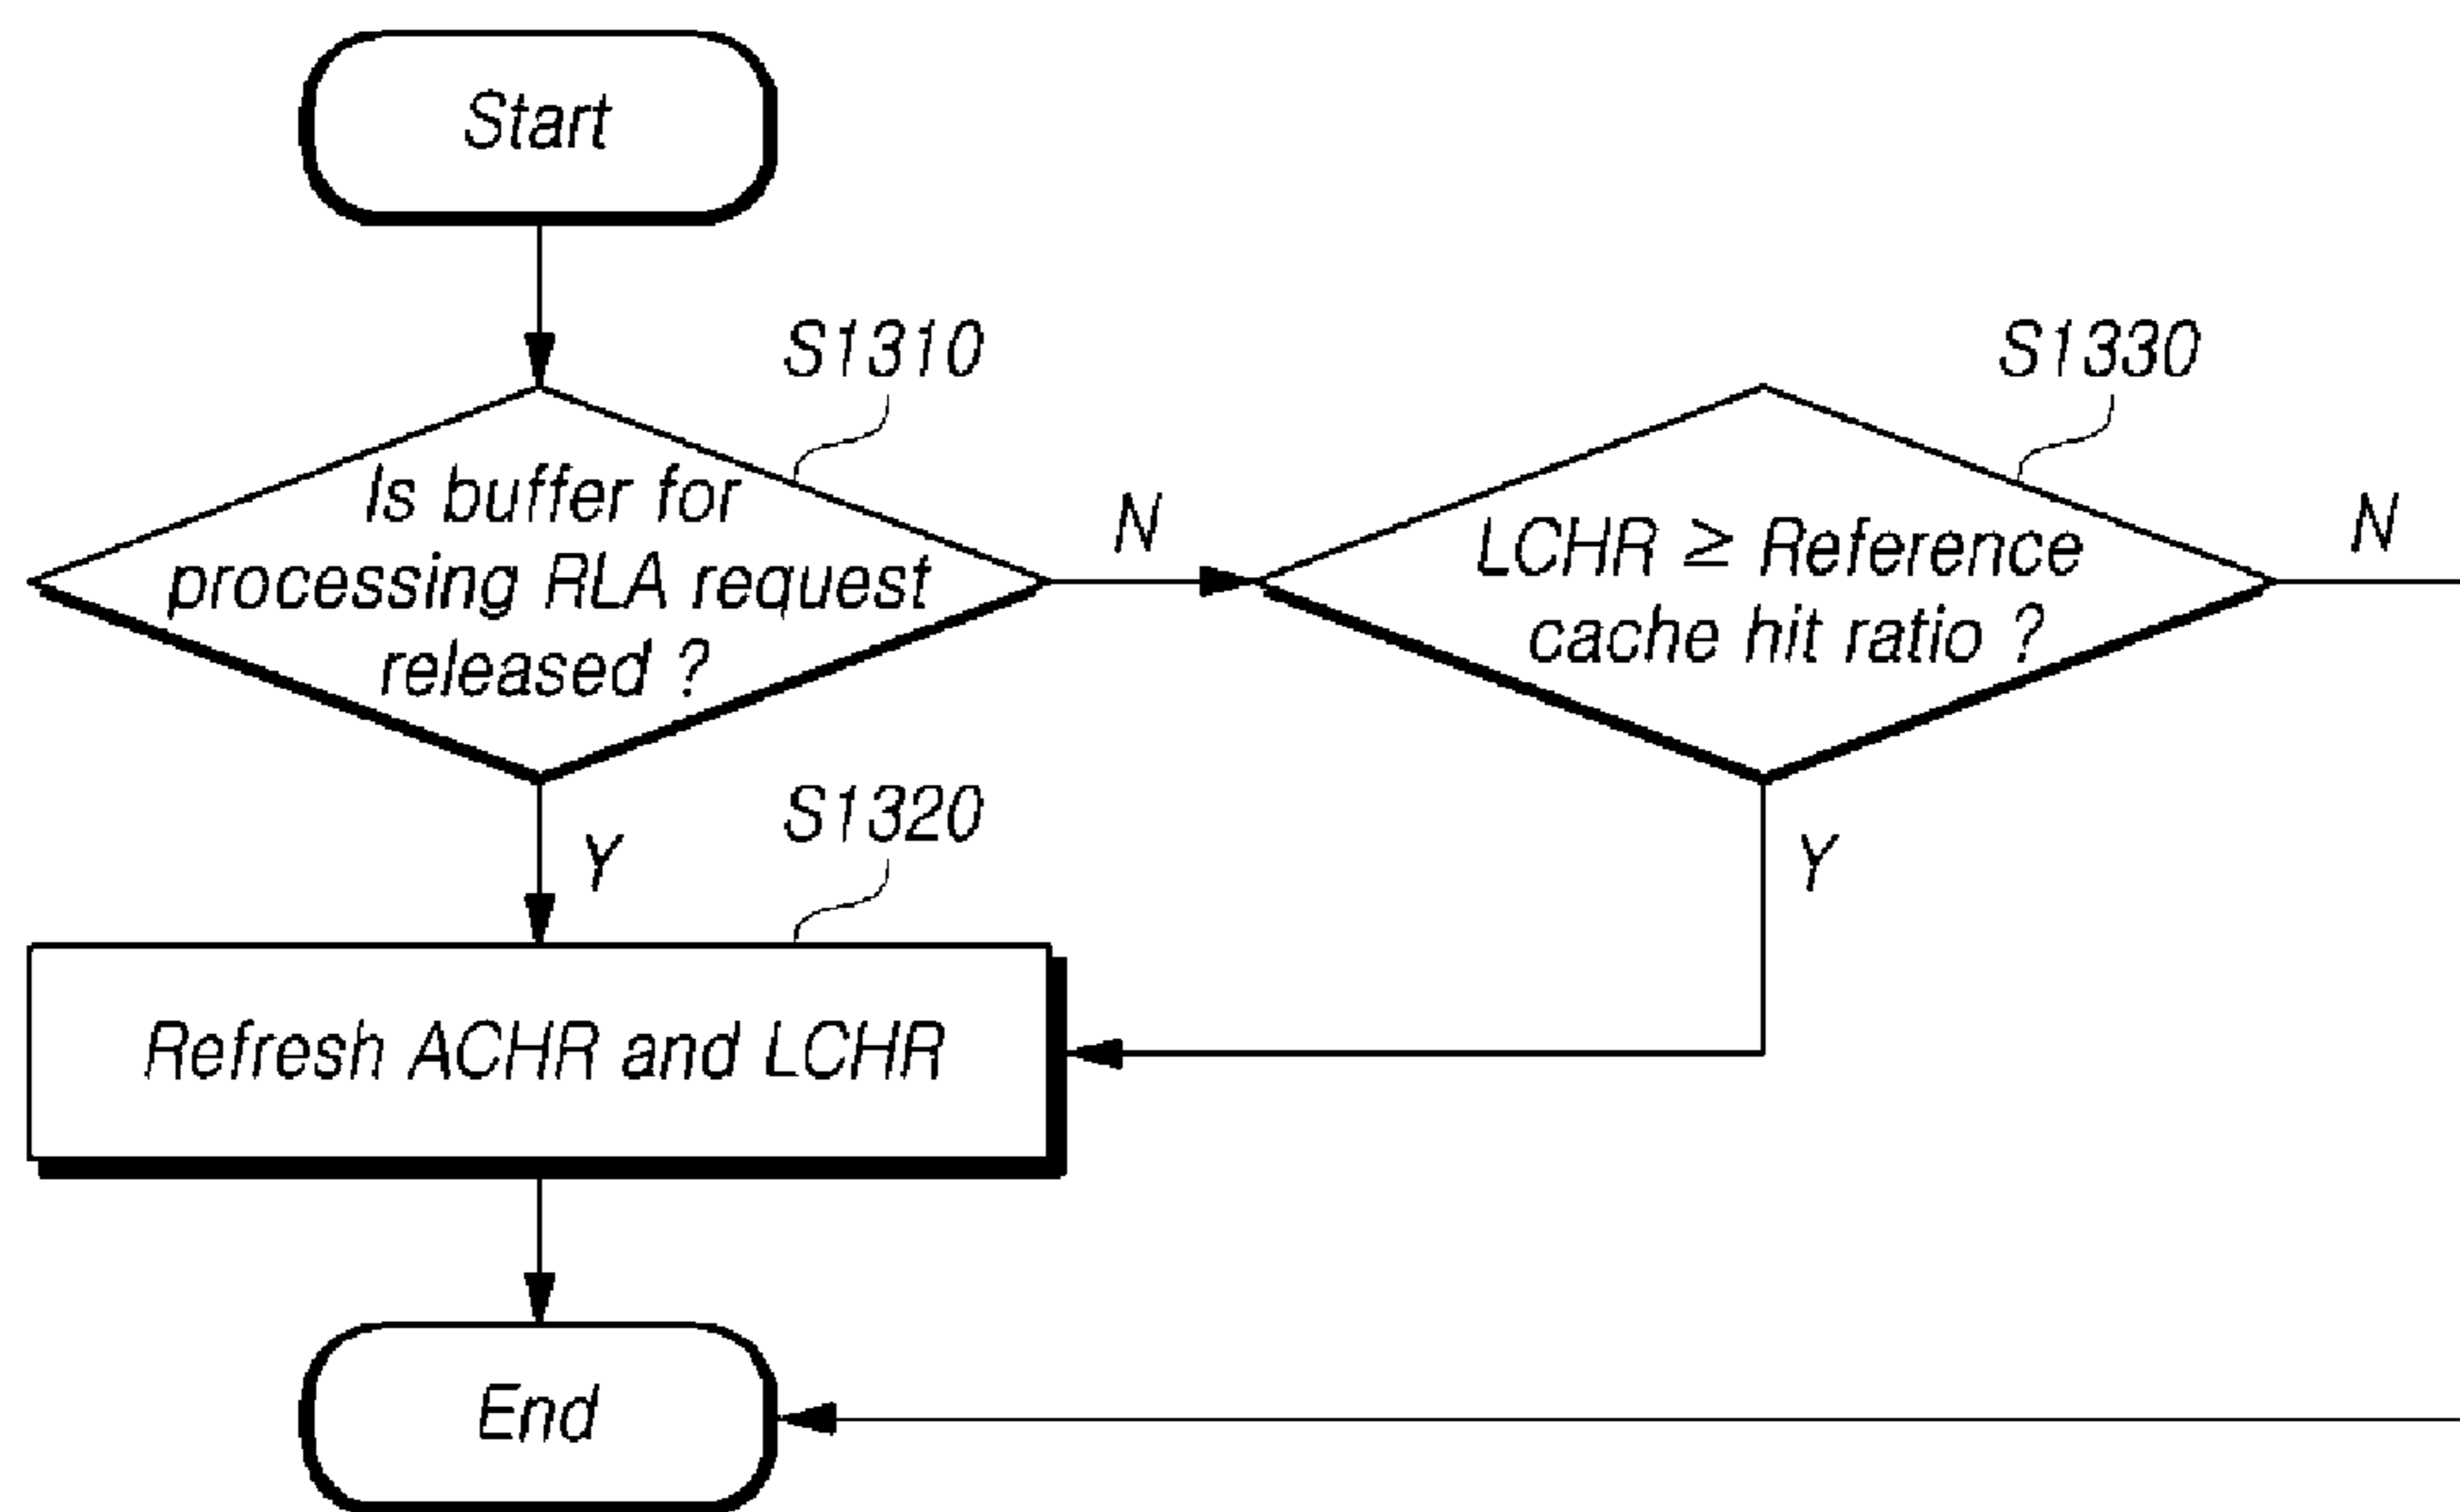 Start
S1310
Is buffer for
processing RLA request
released ?
N
S1330
LCHR ≥ Reference
cache hit ratio ?
N
Y
S1320
Y
Refresh ACHR and LCHR
End